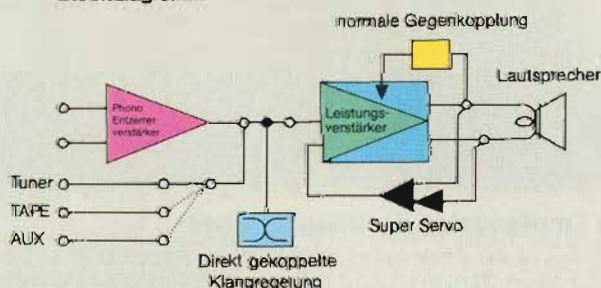 normale Gegenkopplung
Lautsprecher
Phono
Entzerrer
verstärker
Leistungs-
verstärker
Tuner
TAPE
AUX
Super Servo
Direkt gekoppelte
Klangregelung